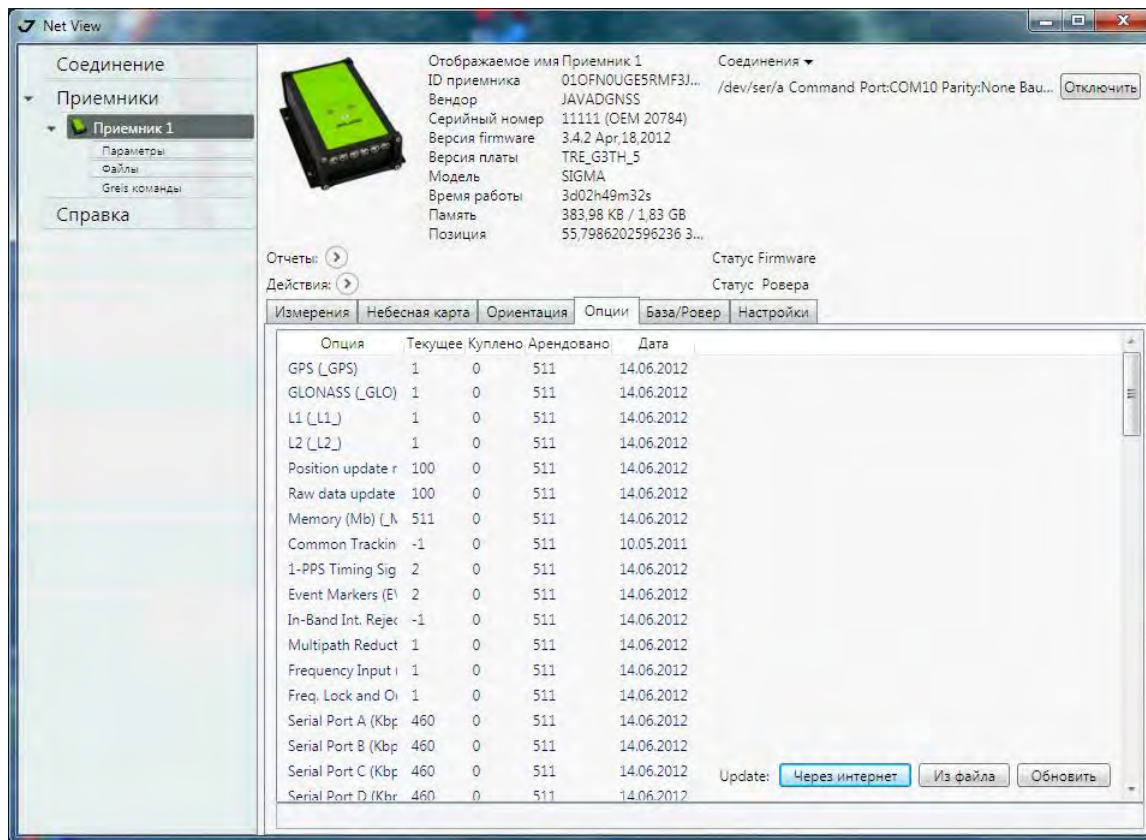 Net View
Соединение
Приемники
Приемник 1
Параметры
Файлы
Greis команды
Справка
Отображаемое имя Приемник 1
ID приемника 01OFN0UGE5RMF3J...
Вендор JAVADGNSS
Серийный номер 11111 (OEM 20784)
Версия firmware 3.4.2 Apr,18,2012
Версия платы TRE_G3TH_5
Модель SIGMA
Время работы 3d02h49m32s
Память 383,98 KB / 1,83 GB
Позиция 55,7986202596236 3...
Соединения
/dev/ser/a Command Port:COM10 Parity:None Bau... Отключить
Отчеты:
Статус Firmware
Действия:
Статус Ровера
Измерения Небесная карта Ориентация Опции База/Ровер Настройки
Опция Текущее Куплено Арендовано Дата
GPS (_GPS) 1 0 511 14.06.2012
GLONASS (_GLO) 1 0 511 14.06.2012
L1 (_L1_) 1 0 511 14.06.2012
L2 (_L2_) 1 0 511 14.06.2012
Position update r 100 0 511 14.06.2012
Raw data update 100 0 511 14.06.2012
Memory (Mb) (_M 511 0 511 14.06.2012
Common Trackin -1 0 511 10.05.2011
1-PPS Timing Sig 2 0 511 14.06.2012
Event Markers (EV 2 0 511 14.06.2012
In-Band Int. Rejec -1 0 511 14.06.2012
Multipath Reduct 1 0 511 14.06.2012
Frequency Input ( 1 0 511 14.06.2012
Freq. Lock and Ou 1 0 511 14.06.2012
Serial Port A (Kbp 460 0 511 14.06.2012
Serial Port B (Kbp 460 0 511 14.06.2012
Serial Port C (Kbp 460 0 511 14.06.2012
Serial Port D (Kbp 460 0 511 14.06.2012
Update: Через интернет Из файла Обновить